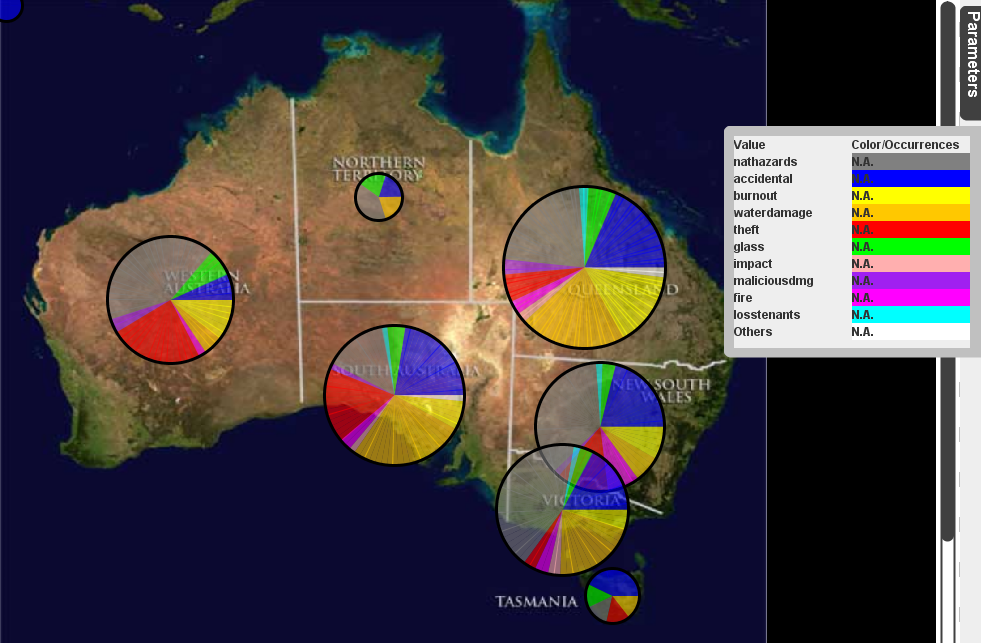 Parameters
Value Color/Occurrences
nathazards N.A.
accidental N.A.
burnout N.A.
waterdamage N.A.
theft N.A.
glass N.A.
impact N.A.
maliciousdmg N.A.
fire N.A.
losstenants N.A.
Others N.A.
NORTHERN
TERRITORY
WESTERN
AUSTRALIA
QUEENSLAND
SOUTH AUSTRALIA
NEW SOUTH
WALES
VICTORIA
TASMANIA